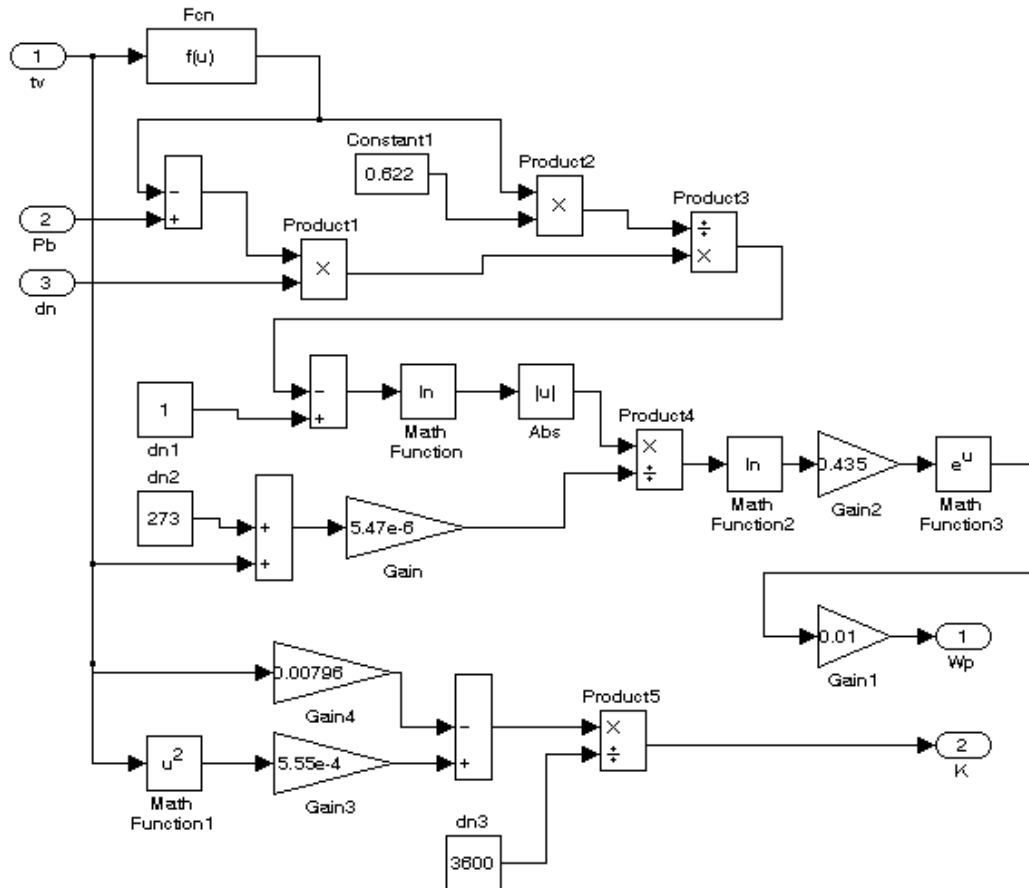 Fcn
1
f(u)
tv
Constant1
Product2
0.622
Product3
−
×
÷
2
+
Product1
×
Pb
×
3
dn
−
ln
|u|
Product4
1
+
Math
Function
Abs
×
dn1
÷
ln
0.435
e^u
dn2
Math
Function2
Gain2
Math
Function3
273
+
5.47e-6
+
Gain
0.01
1
Wp
0.00796
Product5
Gain1
Gain4
−
×
2
u^2
5.55e-4
+
÷
K
Math
Function1
Gain3
dn3
3600